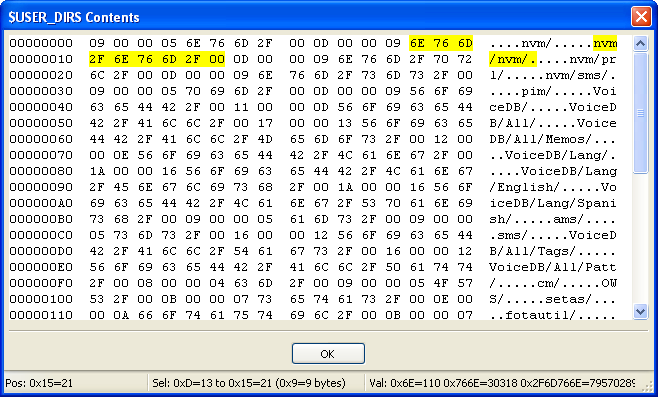 $USER_DIRS Contents
00000000 09 00 00 05 6E 76 6D 2F 00 0D 00 00 09 6E 76 6D ....nvm/.....nvm
00000010 2F 6E 76 6D 2F 00 0D 00 00 09 6E 76 6D 2F 70 72 /nvm/.....nvm/pr
00000020 6C 2F 00 0D 00 00 09 6E 76 6D 2F 73 6D 73 2F 00 l/.....nvm/sms/.
00000030 09 00 00 05 70 69 6D 2F 00 0D 00 00 09 56 6F 69 ....pim/.....Voi
00000040 63 65 44 42 2F 00 11 00 00 0D 56 6F 69 63 65 44 ceDB/.....VoiceD
00000050 42 2F 41 6C 6C 2F 00 17 00 00 13 56 6F 69 63 65 B/All/.....Voice
00000060 44 42 2F 41 6C 6C 2F 4D 65 6D 6F 73 2F 00 12 00 DB/All/Memos/...
00000070 00 0E 56 6F 69 63 65 44 42 2F 4C 61 6E 67 2F 00 ..VoiceDB/Lang/.
00000080 1A 00 00 16 56 6F 69 63 65 44 42 2F 4C 61 6E 67 ....VoiceDB/Lang
00000090 2F 45 6E 67 6C 69 73 68 2F 00 1A 00 00 16 56 6F /English/.....Vo
000000A0 69 63 65 44 42 2F 4C 61 6E 67 2F 53 70 61 6E 69 iceDB/Lang/Spani
000000B0 73 68 2F 00 09 00 00 05 61 6D 73 2F 00 09 00 00 sh/.....ams/....
000000C0 05 73 6D 73 2F 00 16 00 00 12 56 6F 69 63 65 44 .sms/.....VoiceD
000000D0 42 2F 41 6C 6C 2F 54 61 67 73 2F 00 16 00 00 12 B/All/Tags/.....
000000E0 56 6F 69 63 65 44 42 2F 41 6C 6C 2F 50 61 74 74 VoiceDB/All/Patt
000000F0 2F 00 08 00 00 04 63 6D 2F 00 09 00 00 05 4F 57 /.....cm/.....OW
00000100 53 2F 00 0B 00 00 07 73 65 74 61 73 2F 00 0E 00 S/.....setas/...
00000110 00 0A 66 6F 74 61 75 74 69 6C 2F 00 0B 00 00 07 ..fotautil/.....
OK
Pos: 0x15=21 Sel: 0xD=13 to 0x15=21 (0x9=9 bytes) Val: 0x6E=110 0x766E=30318 0x2F6D766E=79570289